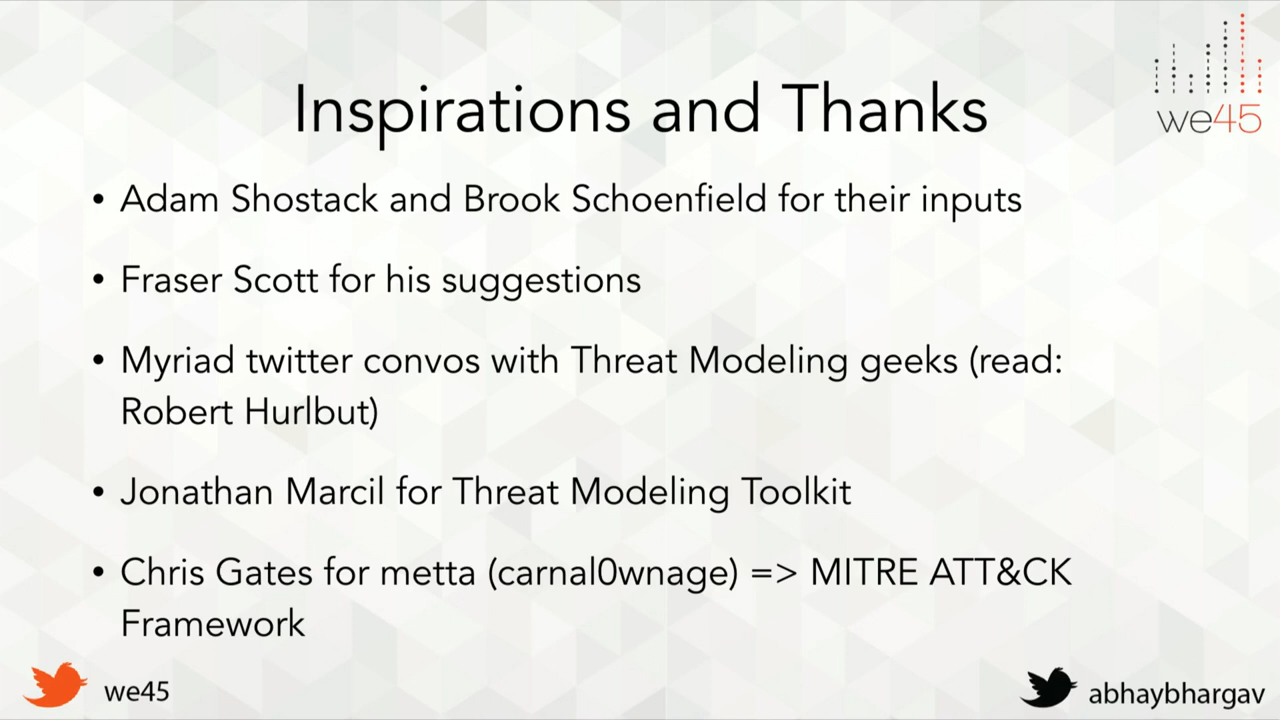 we45
Inspirations and Thanks
• Adam Shostack and Brook Schoenfield for their inputs
• Fraser Scott for his suggestions
• Myriad twitter convos with Threat Modeling geeks (read:
Robert Hurlbut)
• Jonathan Marcil for Threat Modeling Toolkit
• Chris Gates for metta (carnal0wnage) => MITRE ATT&CK
Framework
we45
abhaybhargav